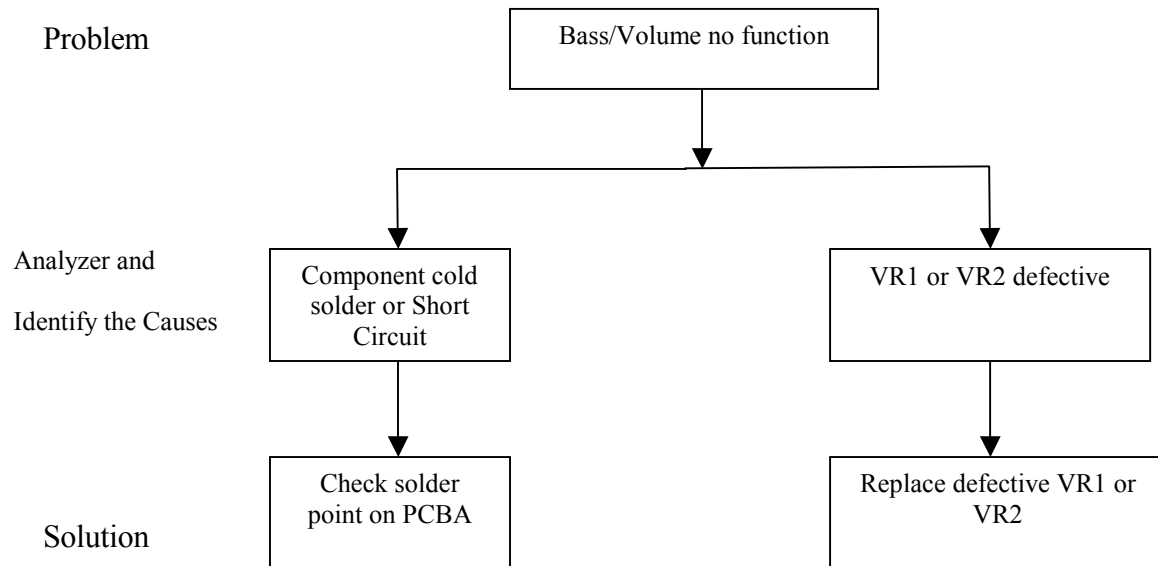 Problem
Bass/Volume no function
Analyzer and
Identify the Causes
Component cold
solder or Short
Circuit
VR1 or VR2 defective
Solution
Check solder
point on PCBA
Replace defective VR1 or
VR2